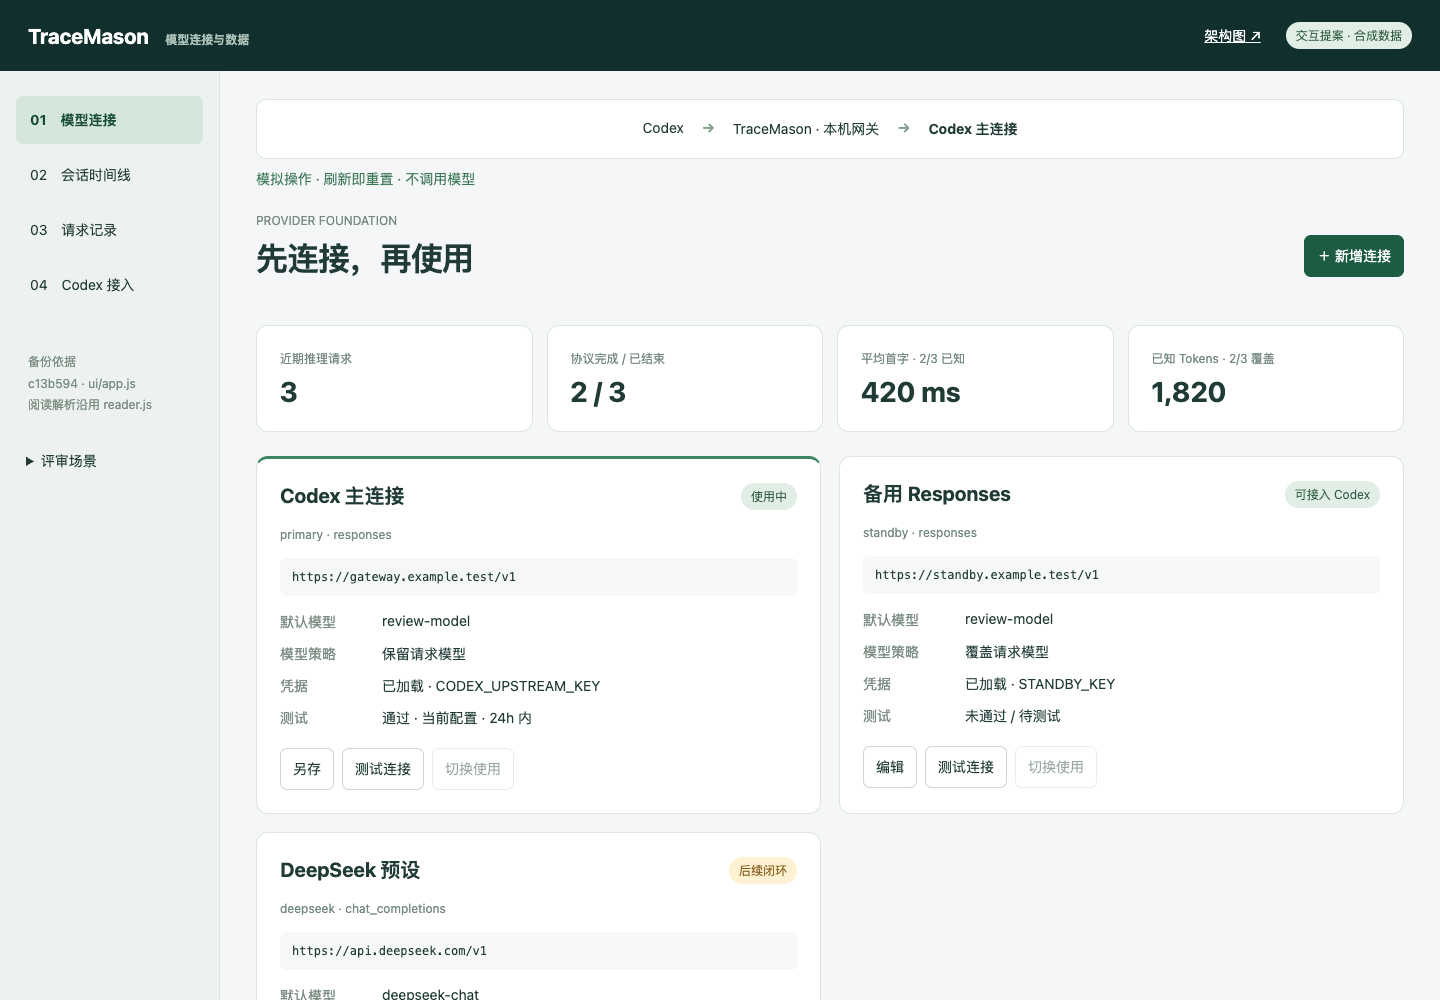 TraceMason 模型连接与数据
架构图 ↗
交互提案 · 合成数据
01 模型连接
02 会话时间线
03 请求记录
04 Codex 接入
备份依据
c13b594 · ui/app.js
阅读解析沿用 reader.js
▶ 评审场景
Codex → TraceMason · 本机网关 → Codex 主连接
模拟操作 · 刷新即重置 · 不调用模型
PROVIDER FOUNDATION
先连接，再使用
＋ 新增连接
近期推理请求
3
协议完成 / 已结束
2 / 3
平均首字 · 2/3 已知
420 ms
已知 Tokens · 2/3 覆盖
1,820
Codex 主连接
使用中
primary · responses
https://gateway.example.test/v1
默认模型 review-model
模型策略 保留请求模型
凭据 已加载 · CODEX_UPSTREAM_KEY
测试 通过 · 当前配置 · 24h 内
另存 测试连接 切换使用
备用 Responses
可接入 Codex
standby · responses
https://standby.example.test/v1
默认模型 review-model
模型策略 覆盖请求模型
凭据 已加载 · STANDBY_KEY
测试 未通过 / 待测试
编辑 测试连接 切换使用
DeepSeek 预设
后续闭环
deepseek · chat_completions
https://api.deepseek.com/v1
默认模型 deepseek-chat